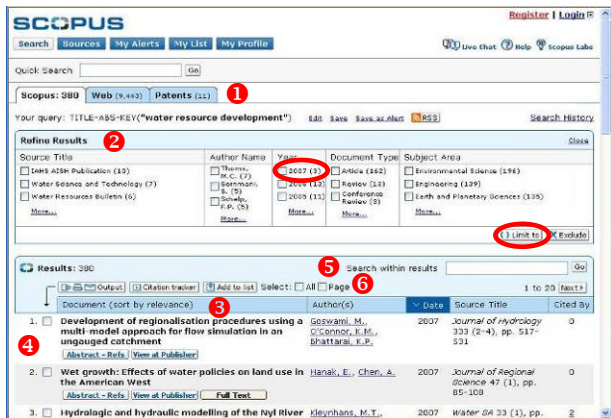 SCOPUS
Register | Login
Search Sources My Alerts My List My Profile
Live Chat Help Scopus Labs
Quick Search Go
Scopus: 380 Web (9,443) Patents (11) 1
Your query: TITLE-ABS-KEY("water resource development") Edit Save Save as Alert RSS Search History
Refine Results 2 Close
Source Title Author Name Year Document Type Subject Area
IAHS AISH Publication (10) Thoms, M.C. (7) 2007 (3) Article (162) Environmental Science (196)
Water Science and Technology (7) S. (5) 2006 (13) Review (13) Engineering (139)
Water Resources Bulletin (6) F.P. (5) 2005 (11) Conference Review (8) Earth and Planetary Sciences (135)
More... More... More... More... More...
Limit to Exclude
Results: 380 5 Search within results Go
Output Citation tracker Add to list Select: All Page 6 1 to 20 Next
Document (sort by relevance) 3 Author(s) Date Source Title Cited By
1. Development of regionalisation procedures using a Goswami, M., 2007 Journal of Hydrology 0
multi-model approach for flow simulation in an O'Connor, K.M., 333 (2-4), pp. 517-
ungauged catchment Bhattarai, K.P. 531
4 Abstract + Refs View at Publisher
2. Wet growth: Effects of water policies on land use in Hanak, E., Chen, A. 2007 Journal of Regional 0
the American West Science 47 (1), pp.
Abstract + Refs View at Publisher Full Text 85-108
3. Hydrologic and hydraulic modelling of the Nyl River Kleynhans, M.T., 2007 Water SA 33 (1), pp. 2